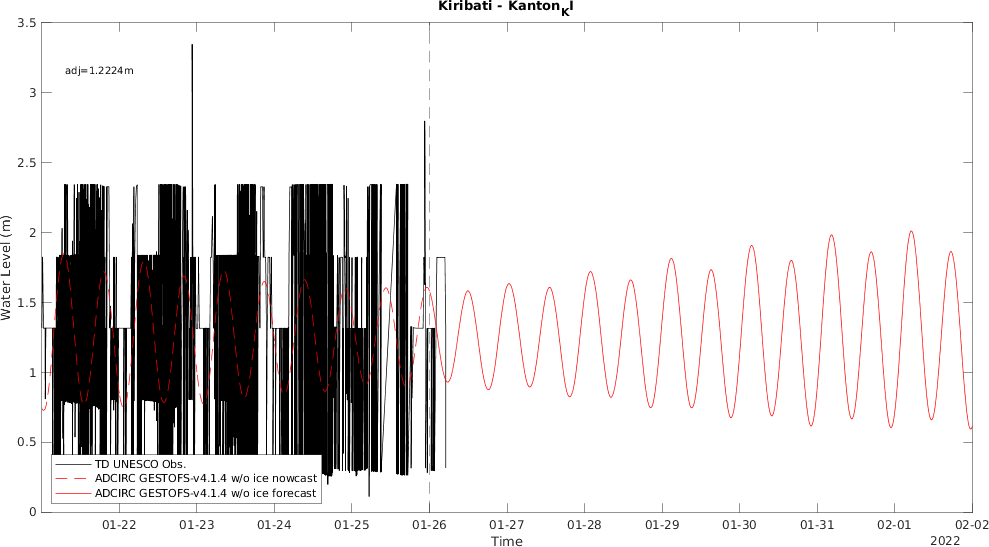 Kiribati - Kanton_KI
adj=1.2224m
Water Level (m)
3.5
3
2.5
2
1.5
1
0.5
0
TD UNESCO Obs.
ADCIRC GESTOFS-v4.1.4 w/o ice nowcast
ADCIRC GESTOFS-v4.1.4 w/o ice forecast
01-22 01-23 01-24 01-25 01-26 01-27 01-28 01-29 01-30 01-31 02-01 02-02
Time
2022